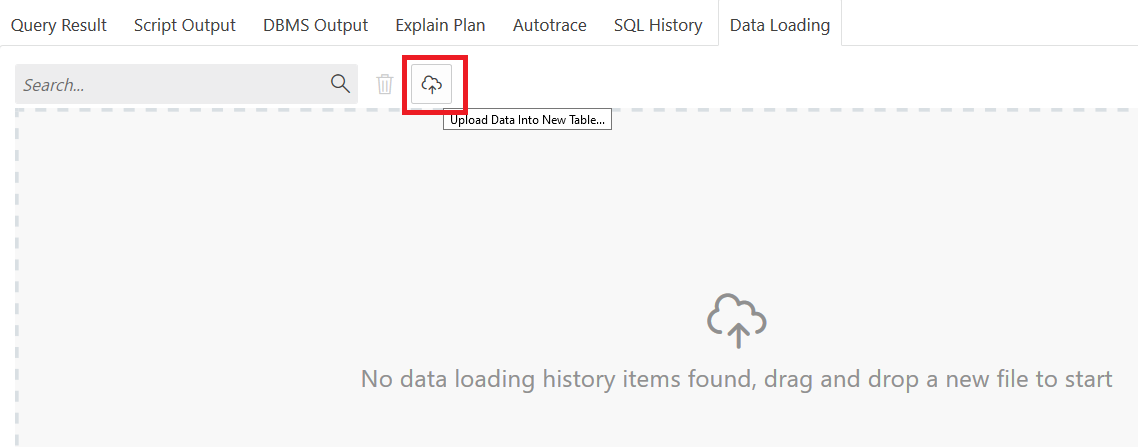 Query Result Script Output DBMS Output Explain Plan Autotrace SQL History Data Loading
Search...
Upload Data Into New Table...
No data loading history items found, drag and drop a new file to start